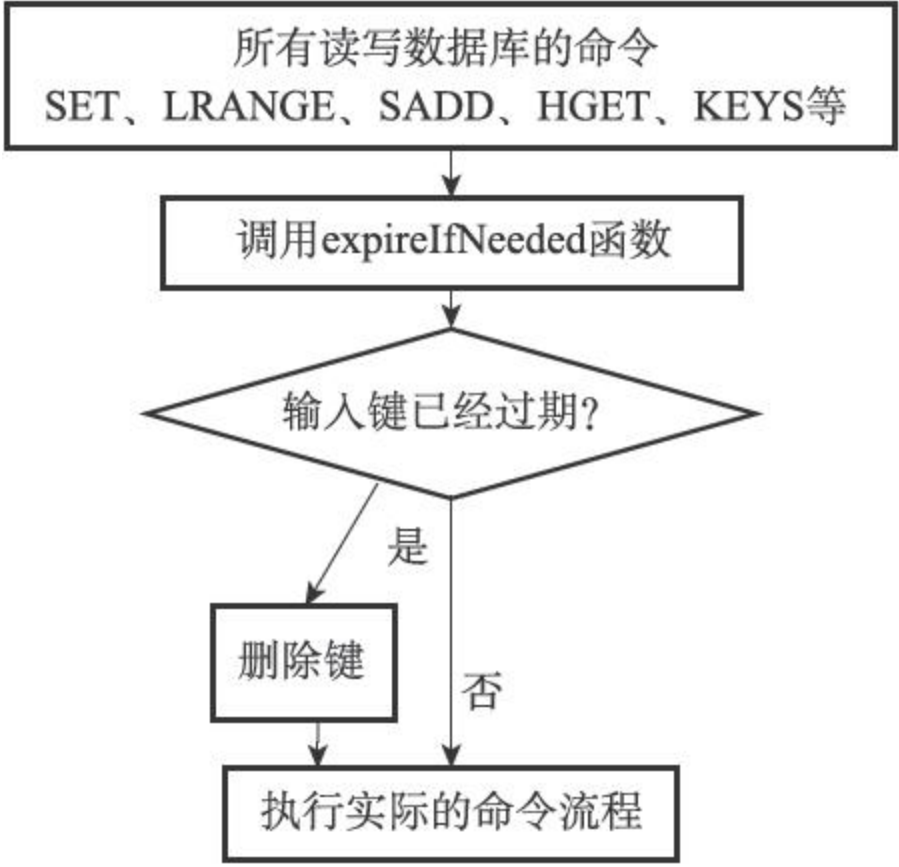 所有读写数据库的命令
SET、LRANGE、SADD、HGET、KEYS等
调用expireIfNeeded函数
输入键已经过期？
是
删除键
否
执行实际的命令流程